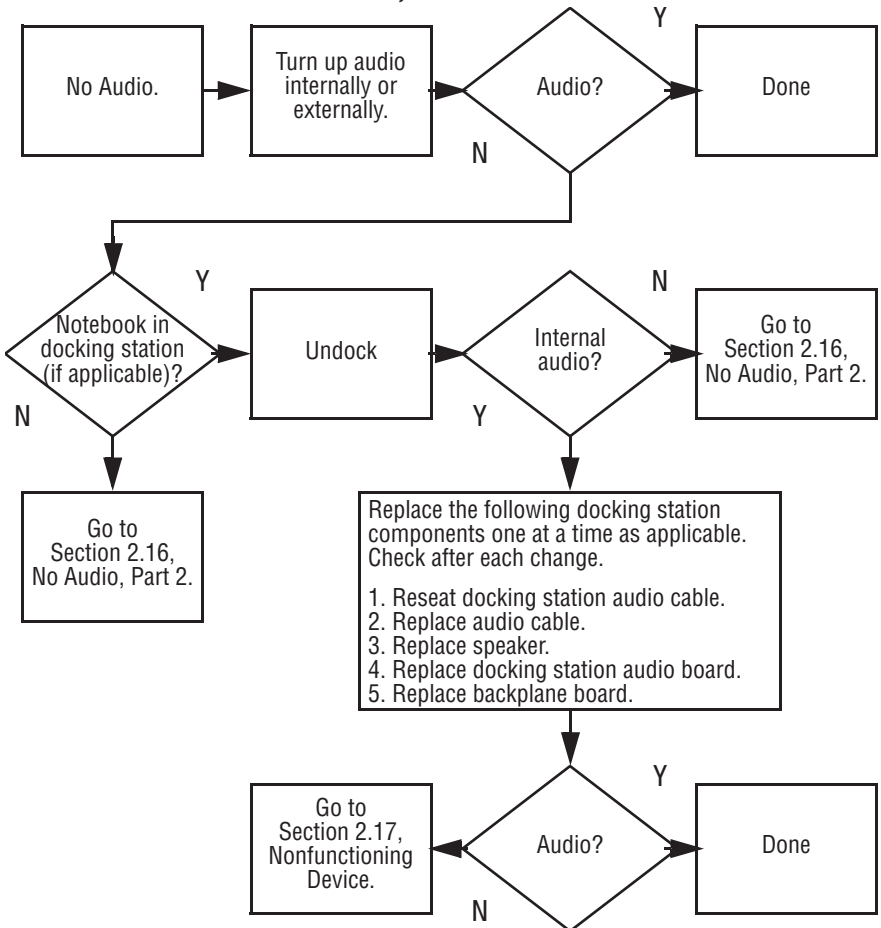 Y
No Audio.
Turn up audio
internally or
externally.
Audio?
Done
N
Y
Notebook in
docking station
(if applicable)?
N
Undock
Internal
audio?
N
Y
Go to
Section 2.16,
No Audio, Part 2.
Go to
Section 2.16,
No Audio, Part 2.
Replace the following docking station
components one at a time as applicable.
Check after each change.
1. Reseat docking station audio cable.
2. Replace audio cable.
3. Replace speaker.
4. Replace docking station audio board.
5. Replace backplane board.
Go to
Section 2.17,
Nonfunctioning
Device.
Audio?
Y
Done
N